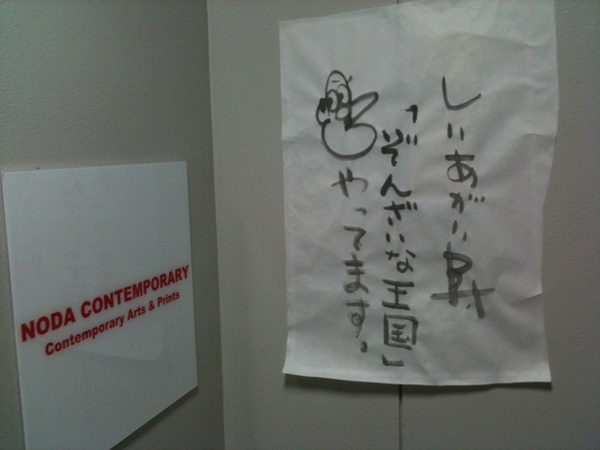 NODA CONTEMPORARY
Contemporary Arts & Prints
しりあがり寿
「ぞんざいな王国」
やってます。